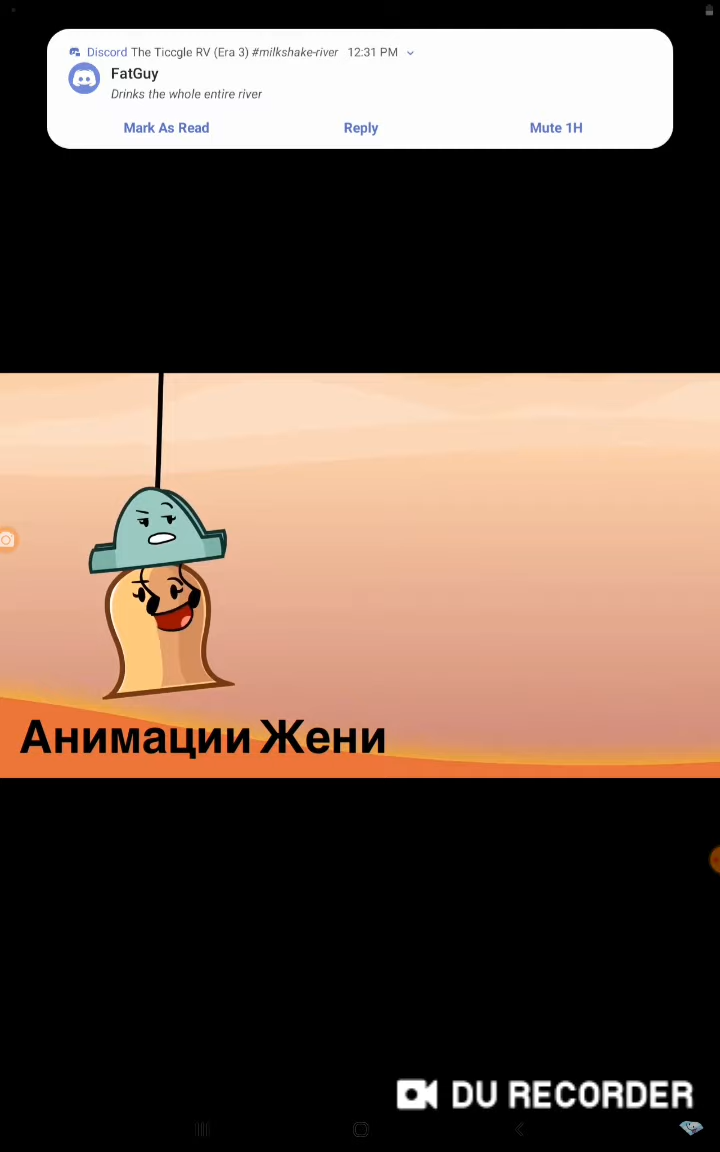 Discord The Ticcgle RV (Era 3) #milkshake-river 12:31 PM
FatGuy
Drinks the whole entire river
Mark As Read Reply Mute 1H
Анимации Жени
DU RECORDER